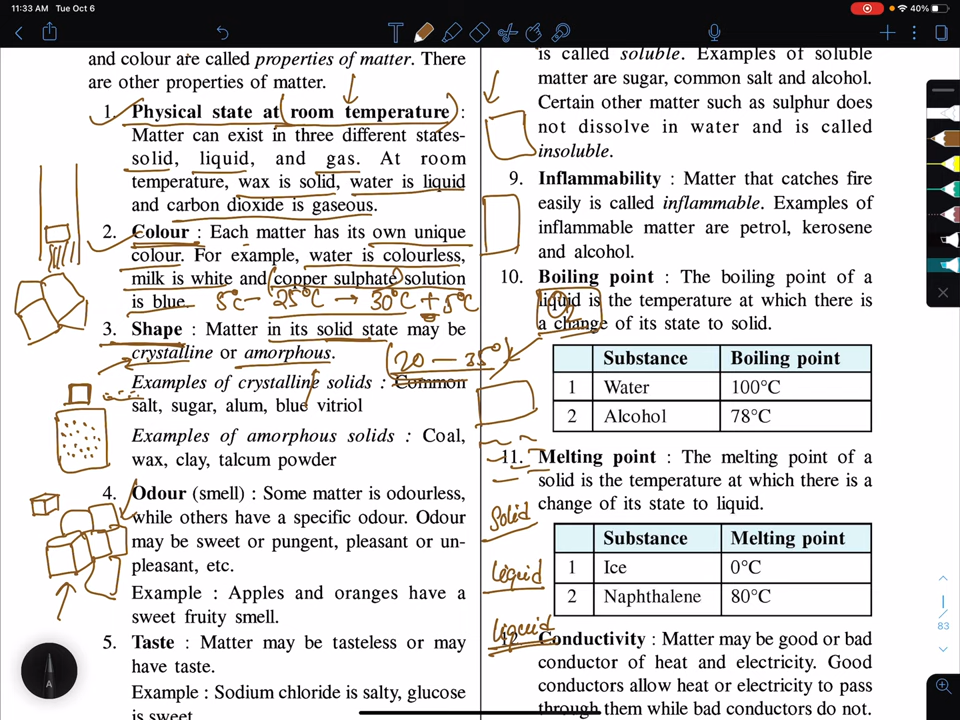 11:33 AM Tue Oct 6
40%
and colour are called properties of matter. There
are other properties of matter.
1. Physical state at room temperature :
Matter can exist in three different states-
solid, liquid, and gas. At room
temperature, wax is solid, water is liquid
and carbon dioxide is gaseous.
2. Colour : Each matter has its own unique
colour. For example, water is colourless,
milk is white and copper sulphate solution
is blue. 5°C - 25°C → 30°C + 5°C
3. Shape : Matter in its solid state may be
crystalline or amorphous. (20 - 35°)
Examples of crystalline solids : Common
salt, sugar, alum, blue vitriol
Examples of amorphous solids : Coal,
wax, clay, talcum powder
4. Odour (smell) : Some matter is odourless,
while others have a specific odour. Odour
may be sweet or pungent, pleasant or un-
pleasant, etc.
Example : Apples and oranges have a
sweet fruity smell.
5. Taste : Matter may be tasteless or may
have taste.
Example : Sodium chloride is salty, glucose
is sweet
is called soluble. Examples of soluble
matter are sugar, common salt and alcohol.
Certain other matter such as sulphur does
not dissolve in water and is called
insoluble.
9. Inflammability : Matter that catches fire
easily is called inflammable. Examples of
inflammable matter are petrol, kerosene
and alcohol.
10. Boiling point : The boiling point of a
liquid is the temperature at which there is
a change of its state to solid.
Substance Boiling point
1 Water 100°C
2 Alcohol 78°C
11. Melting point : The melting point of a
solid is the temperature at which there is a
change of its state to liquid.
Solid
Substance Melting point
1 Ice 0°C
liquid
2 Naphthalene 80°C
liquid
Conductivity : Matter may be good or bad
conductor of heat and electricity. Good
conductors allow heat or electricity to pass
through them while bad conductors do not.
1
/
83
A